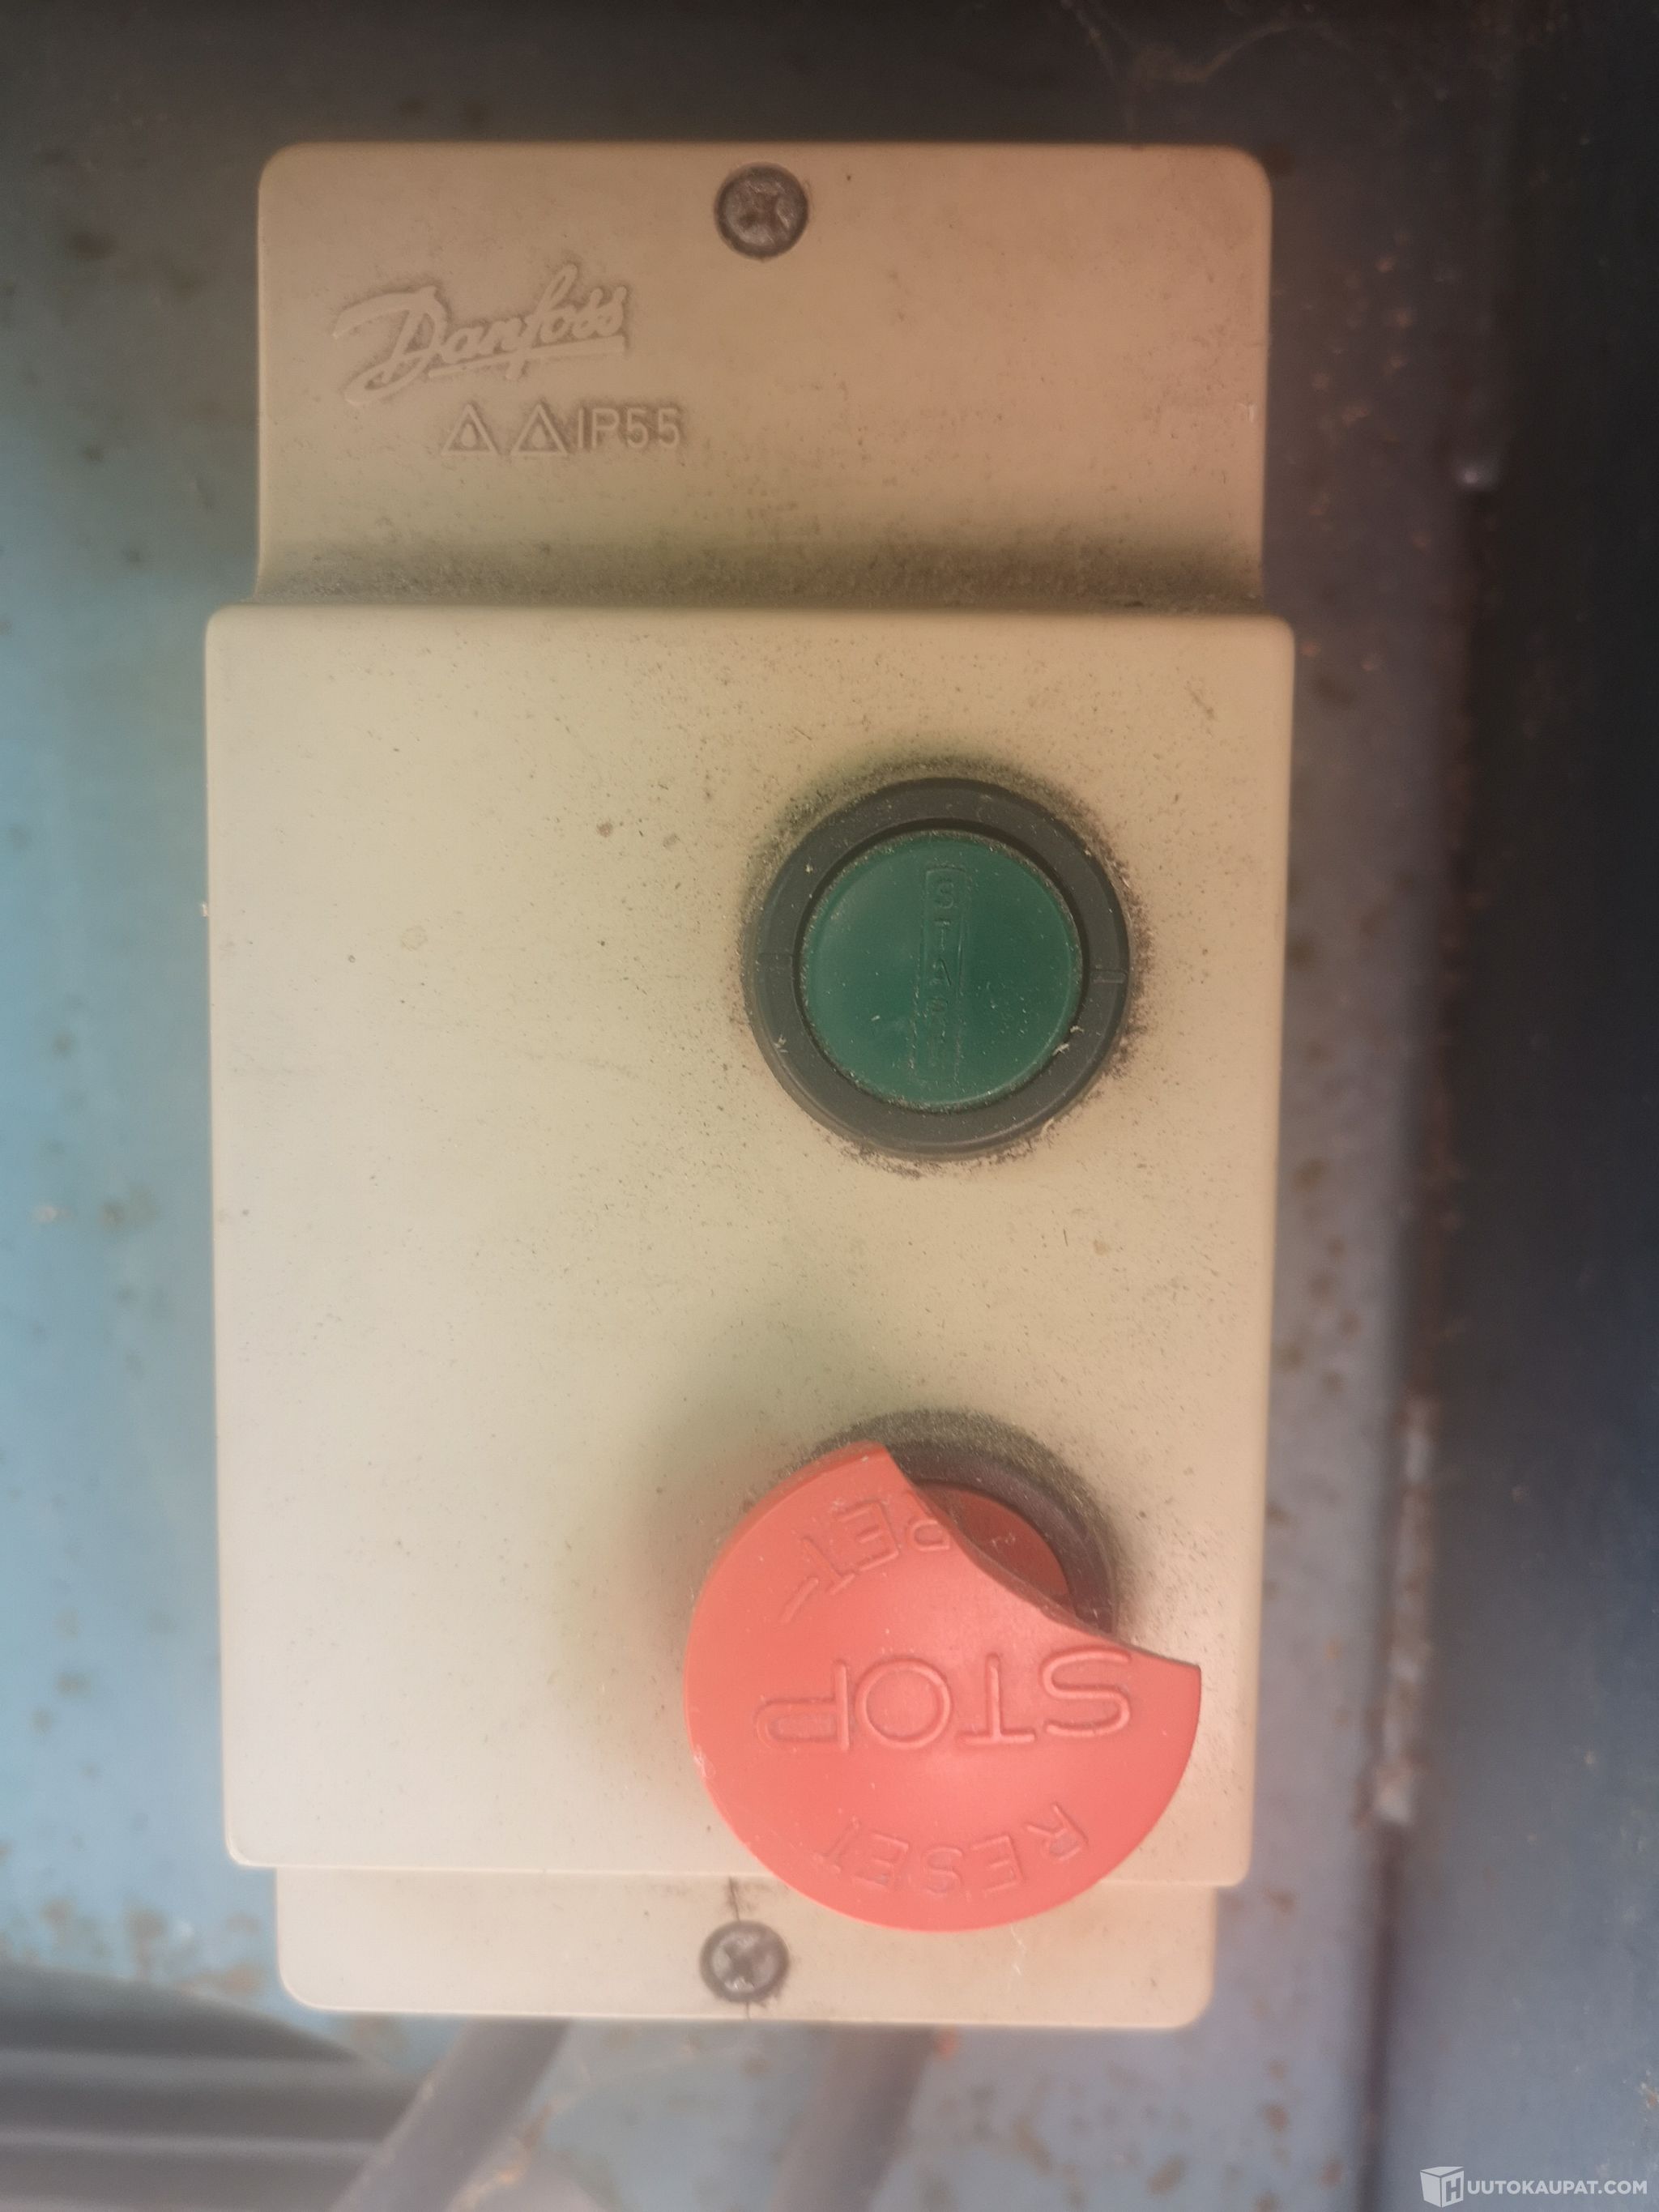 Danfoss
IP55
START
STOP
RESET
HUUTOKAUPAT.COM